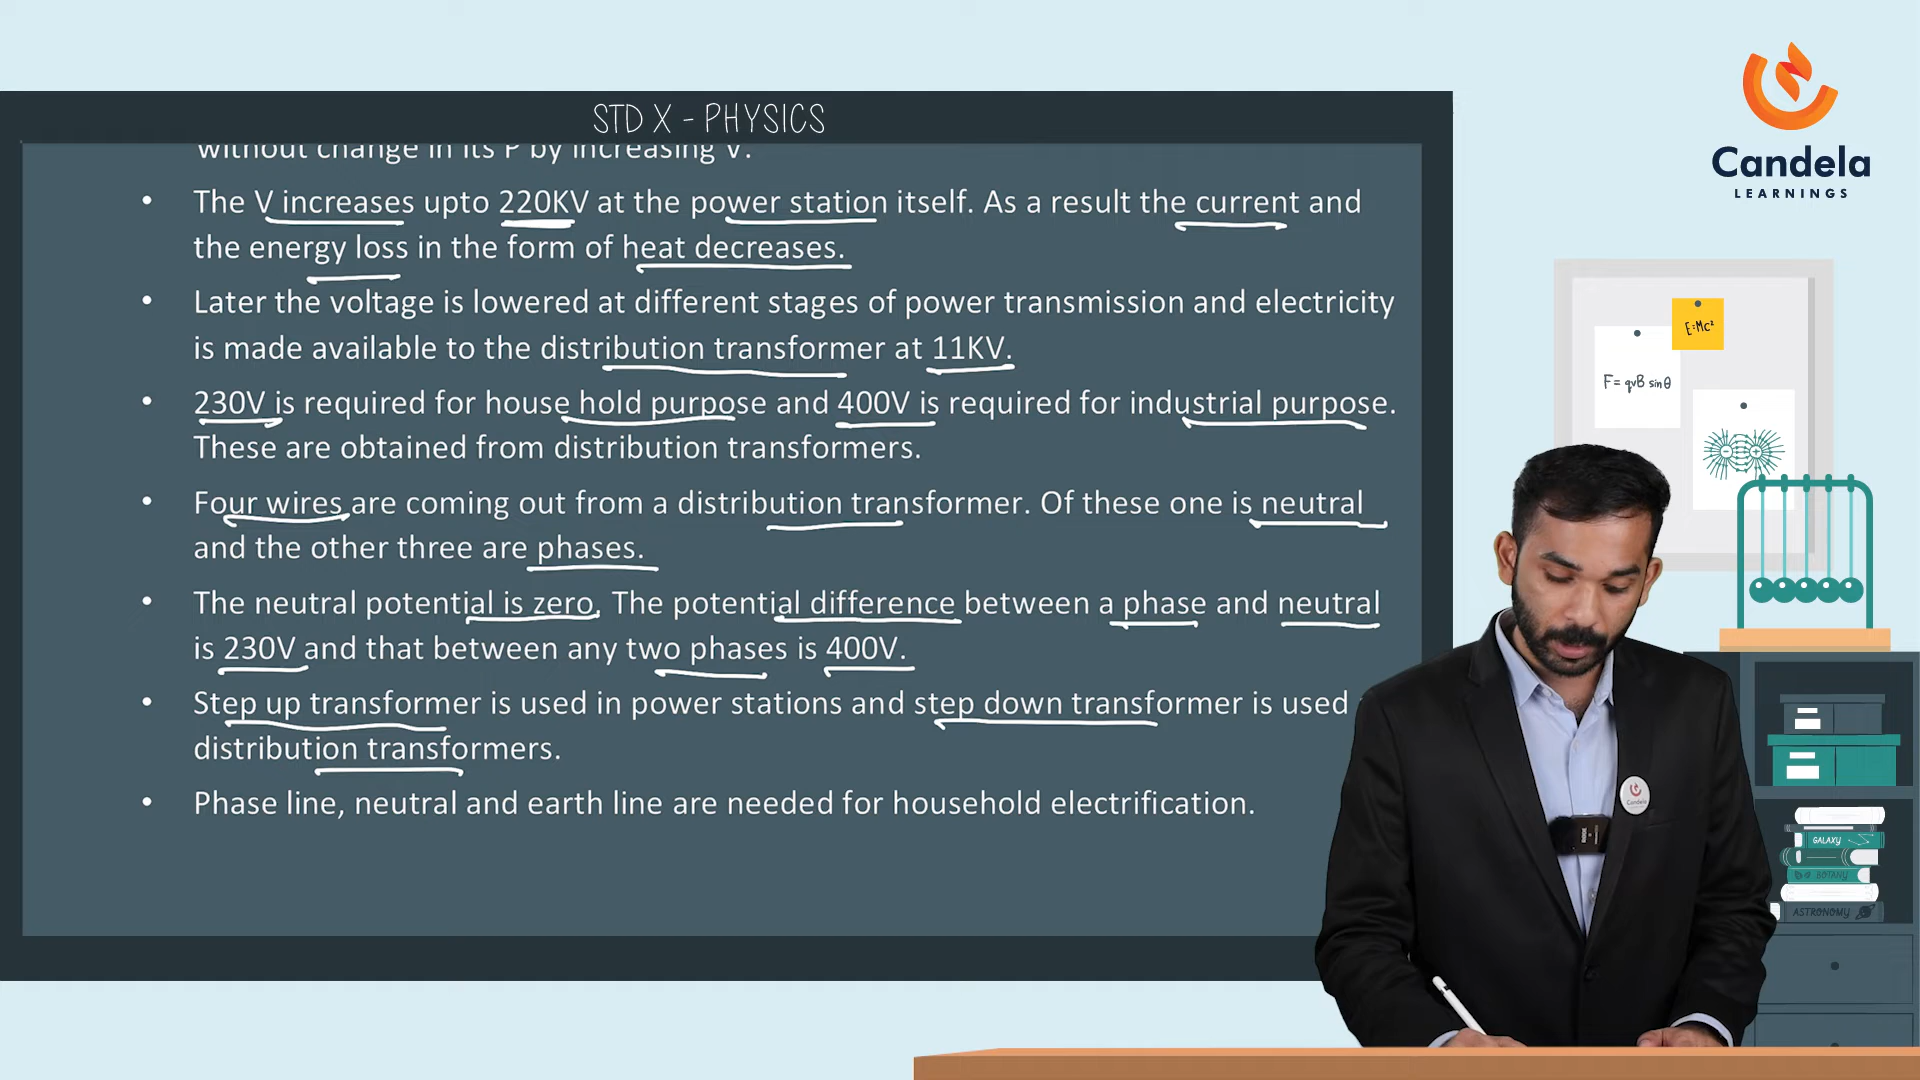 STD X - PHYSICS
without change in its P by increasing V.
• The V increases upto 220KV at the power station itself. As a result the current and
the energy loss in the form of heat decreases.
• Later the voltage is lowered at different stages of power transmission and electricity
is made available to the distribution transformer at 11KV.
• 230V is required for house hold purpose and 400V is required for industrial purpose.
These are obtained from distribution transformers.
• Four wires are coming out from a distribution transformer. Of these one is neutral
and the other three are phases.
• The neutral potential is zero. The potential difference between a phase and neutral
is 230V and that between any two phases is 400V.
• Step up transformer is used in power stations and step down transformer is used
distribution transformers.
• Phase line, neutral and earth line are needed for household electrification.
Candela
LEARNINGS
E=Mc²
F= qvB sinθ
Candela
GALAXY
BOTANY
ASTRONOMY